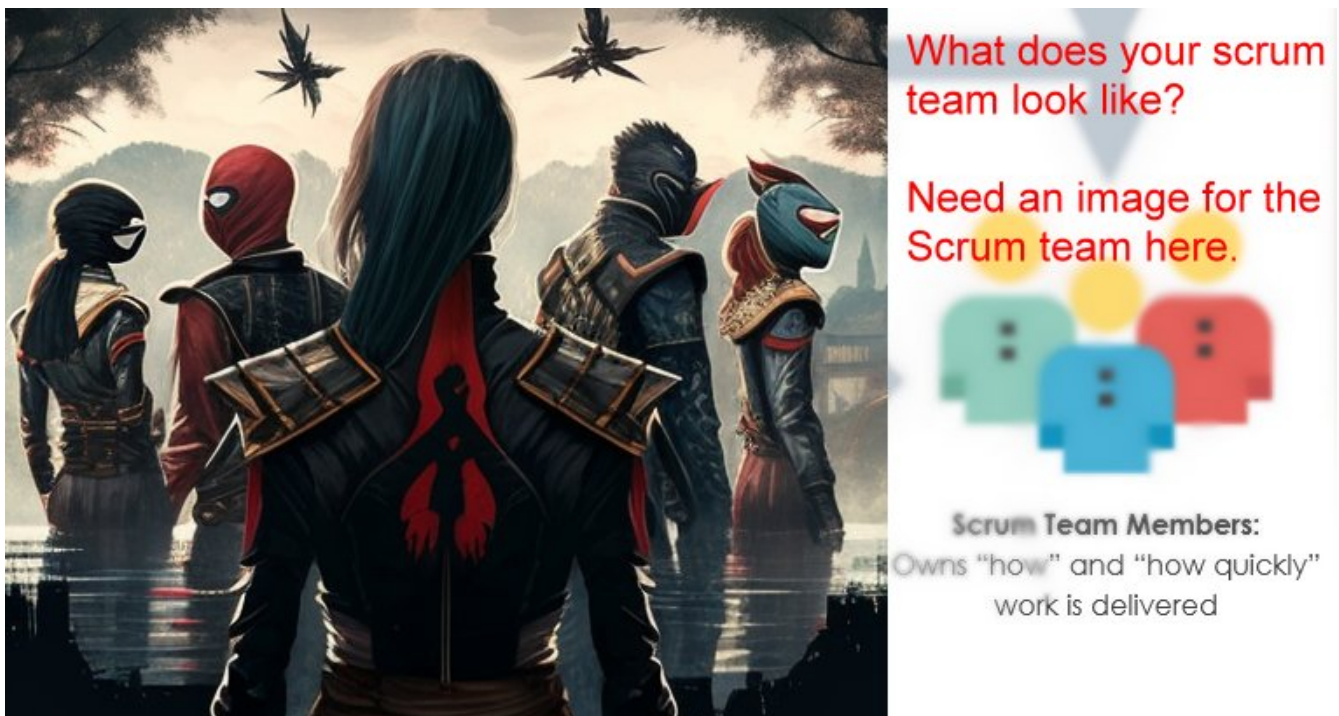 What does your scrum
team look like?
Need an image for the
Scrum team here.
Scrum Team Members:
Owns “how” and “how quickly”
work is delivered